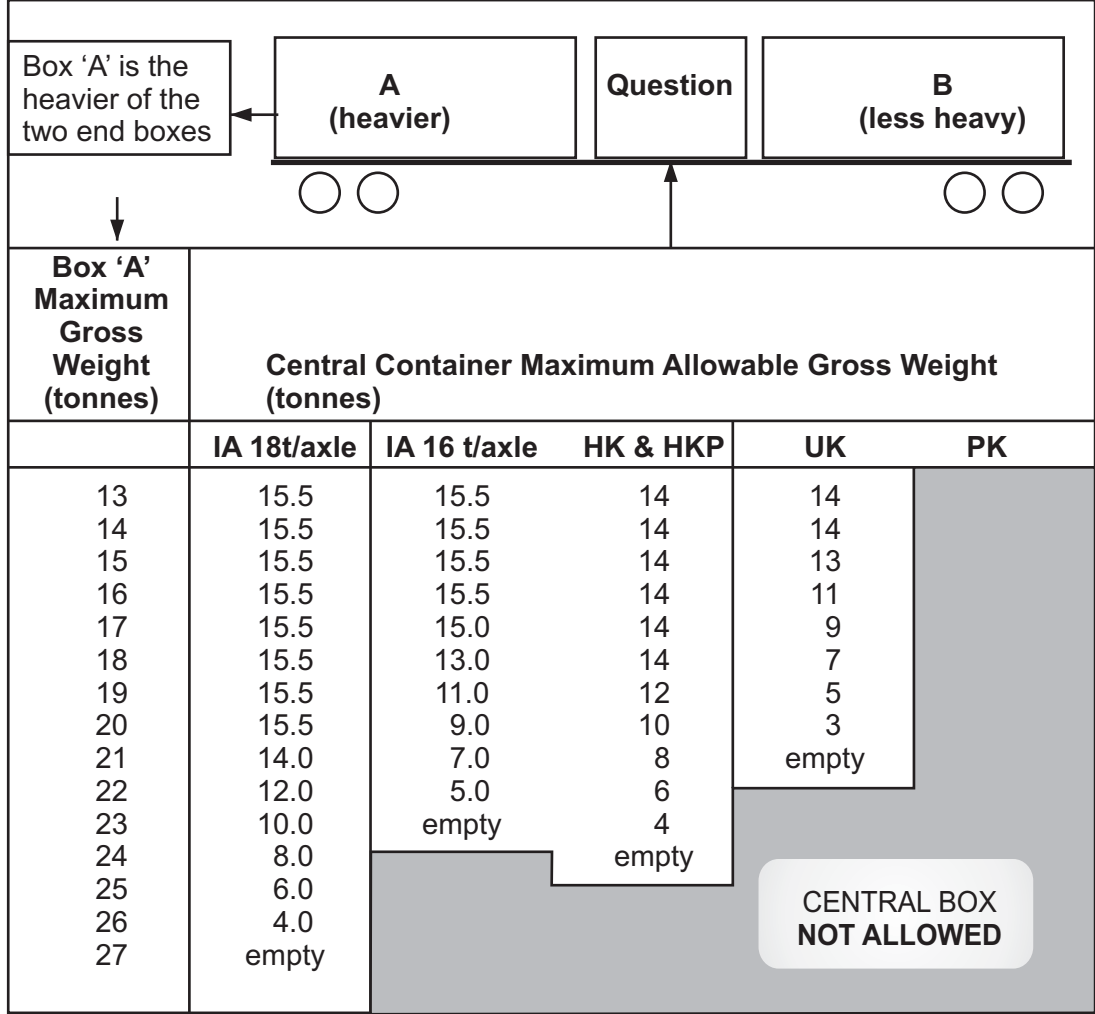 Box ‘A’ is the
heavier of the
two end boxes
A
(heavier)
Question
B
(less heavy)
Box ‘A’
Maximum
Gross
Weight
(tonnes)
Central Container Maximum Allowable Gross Weight
(tonnes)
IA 18t/axle IA 16 t/axle HK & HKP UK PK
13 15.5 15.5 14 14
14 15.5 15.5 14 14
15 15.5 15.5 14 13
16 15.5 15.5 14 11
17 15.5 15.0 14 9
18 15.5 13.0 14 7
19 15.5 11.0 12 5
20 15.5 9.0 10 3
21 14.0 7.0 8 empty
22 12.0 5.0 6
23 10.0 empty 4
24 8.0 empty
25 6.0
26 4.0
27 empty
CENTRAL BOX
NOT ALLOWED